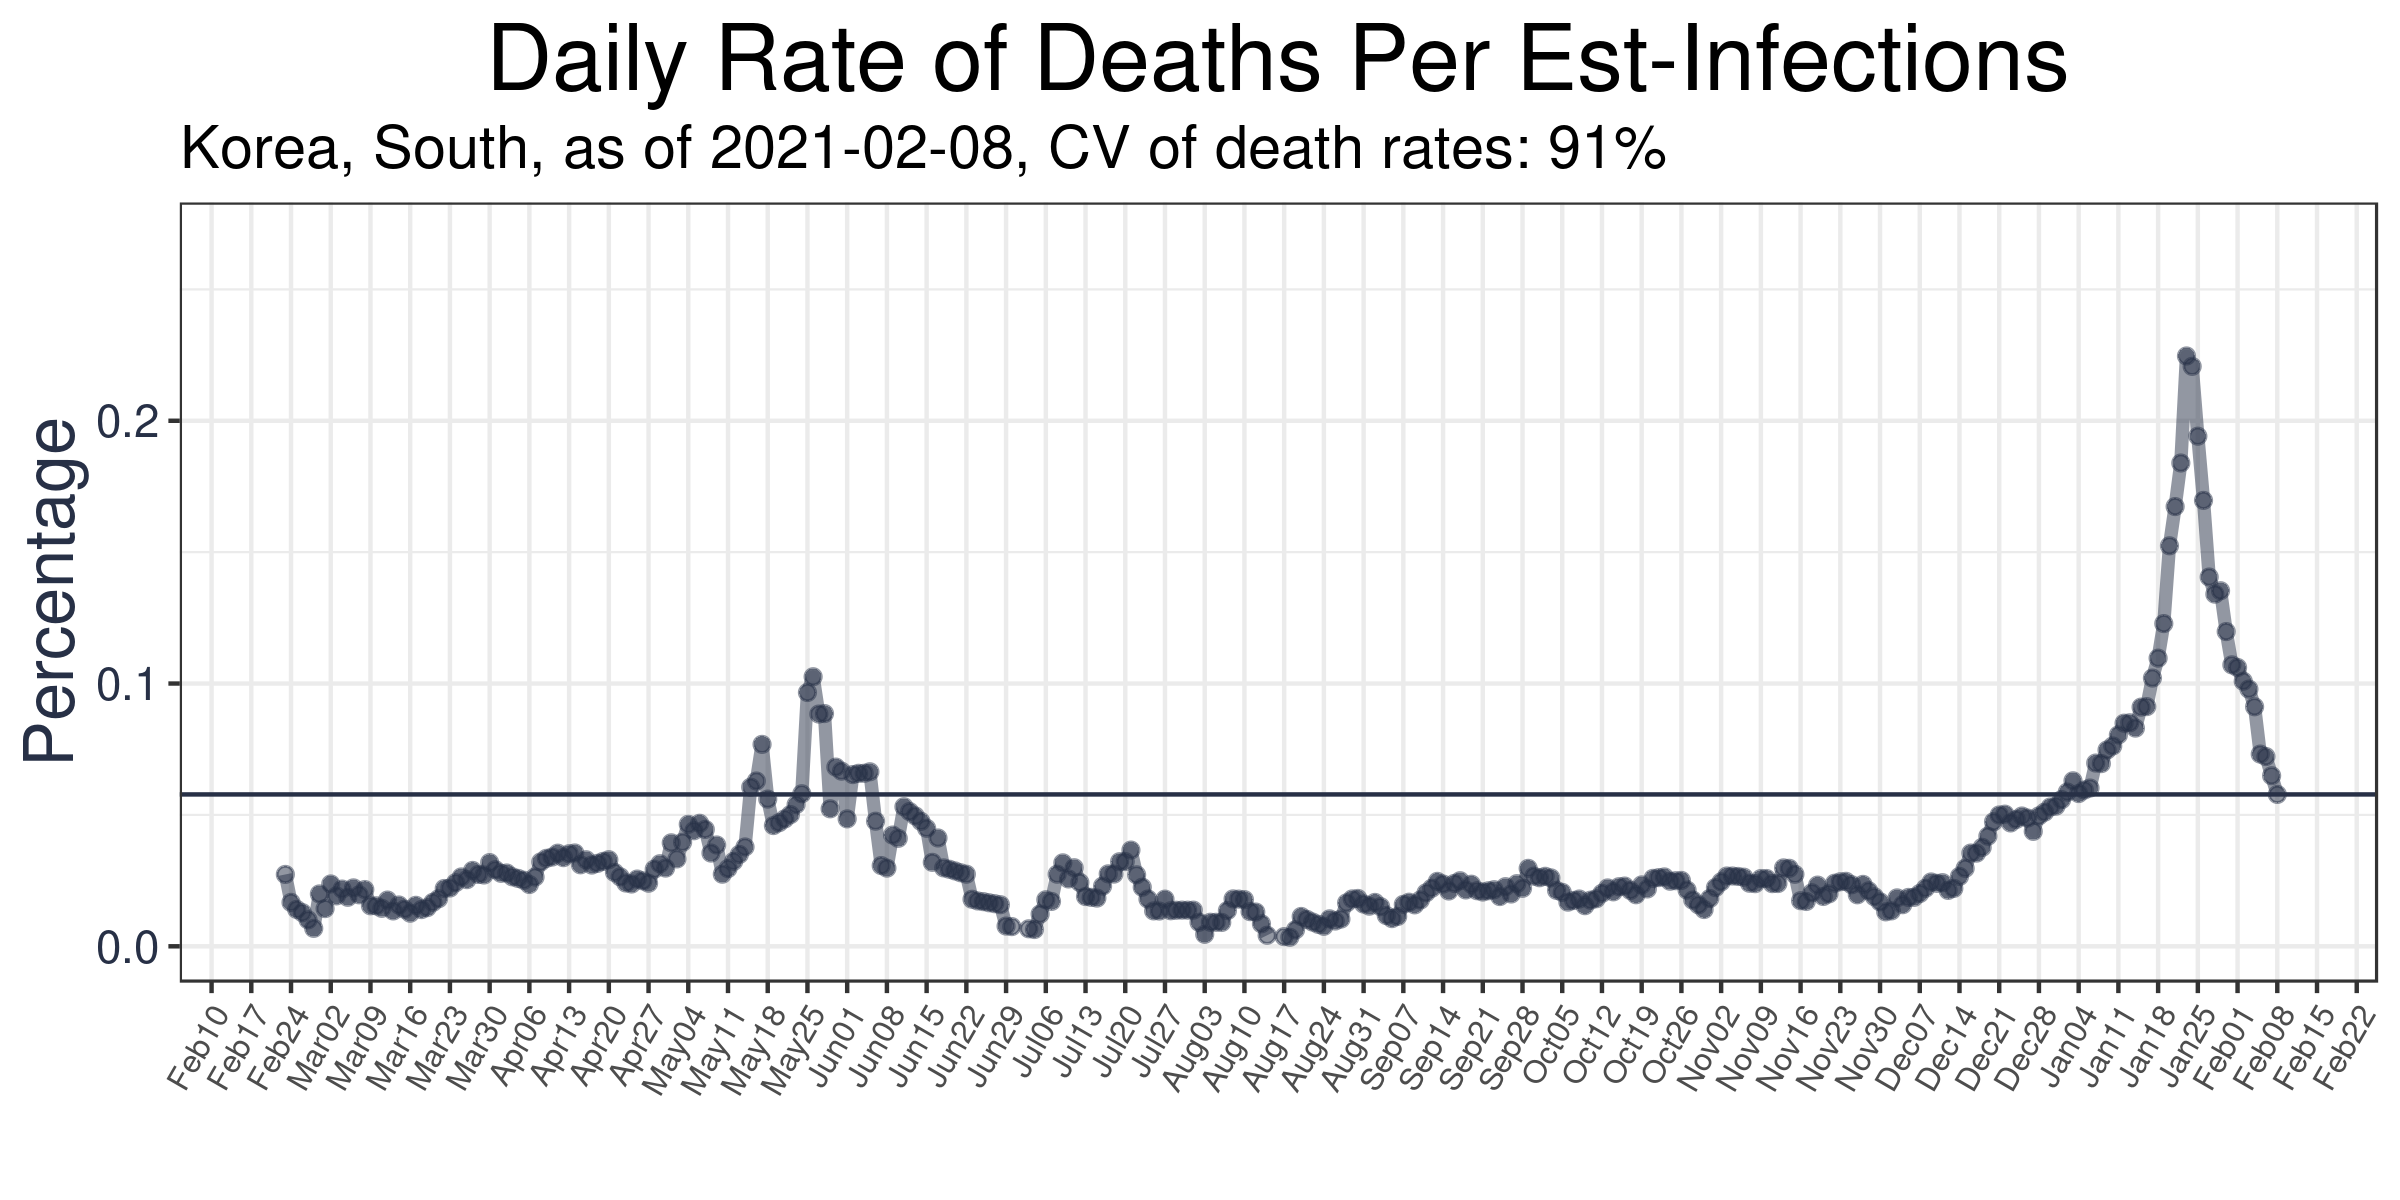 Daily Rate of Deaths Per Est-Infections
Korea, South, as of 2021-02-08, CV of death rates: 91%
Percentage
0.2
0.1
0.0
Feb10
Feb17
Feb24
Mar02
Mar09
Mar16
Mar23
Mar30
Apr06
Apr13
Apr20
Apr27
May04
May11
May18
May25
Jun01
Jun08
Jun15
Jun22
Jun29
Jul06
Jul13
Jul20
Jul27
Aug03
Aug10
Aug17
Aug24
Aug31
Sep07
Sep14
Sep21
Sep28
Oct05
Oct12
Oct19
Oct26
Nov02
Nov09
Nov16
Nov23
Nov30
Dec07
Dec14
Dec21
Dec28
Jan04
Jan11
Jan18
Jan25
Feb01
Feb08
Feb15
Feb22